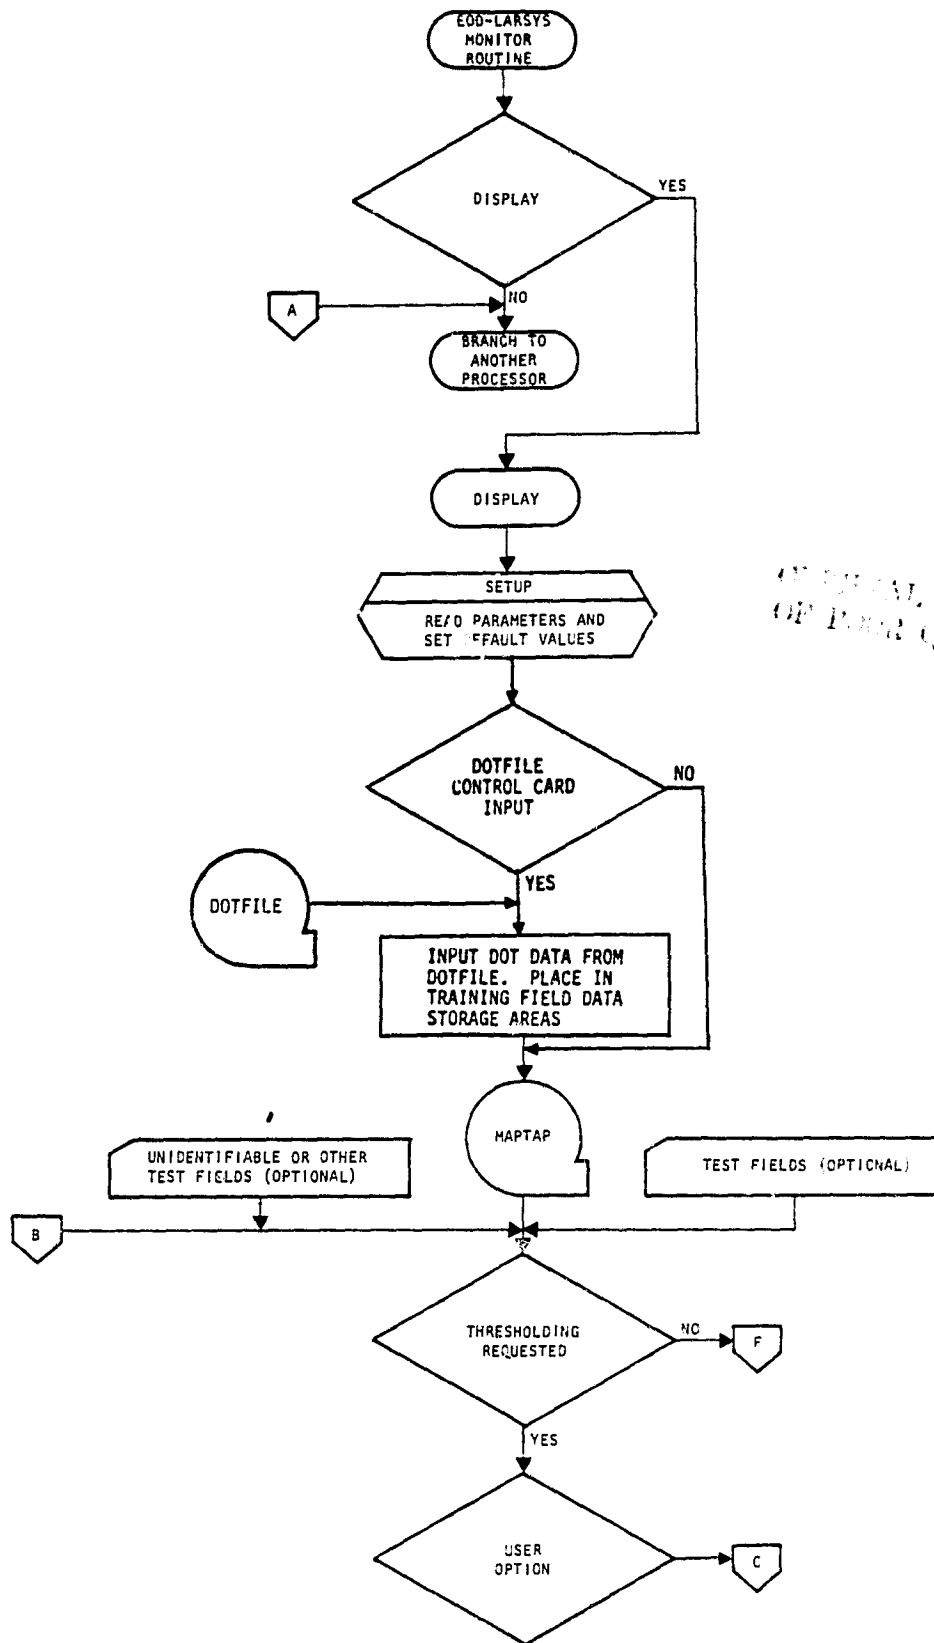 EOD-LARSYS
MONITOR
ROUTINE
DISPLAY
YES
NO
A
BRANCH TO
ANOTHER
PROCESSOR
DISPLAY
SETUP
PARAMETERS AND
SET VALUES
OF
DOTFILE
CONTROL CARD
INPUT
NO
YES
DOTFILE
INPUT DOT DATA FROM
DOTFILE. PLACE IN
TRAINING FIELD DATA
STORAGE AREAS
MAPTAP
UNIDENTIFIABLE OR OTHER
TEST FIELDS (OPTIONAL)
TEST FIELDS (OPTIONAL)
B
THRESHOLDING
REQUESTED
NO
F
YES
USER
OPTION
C